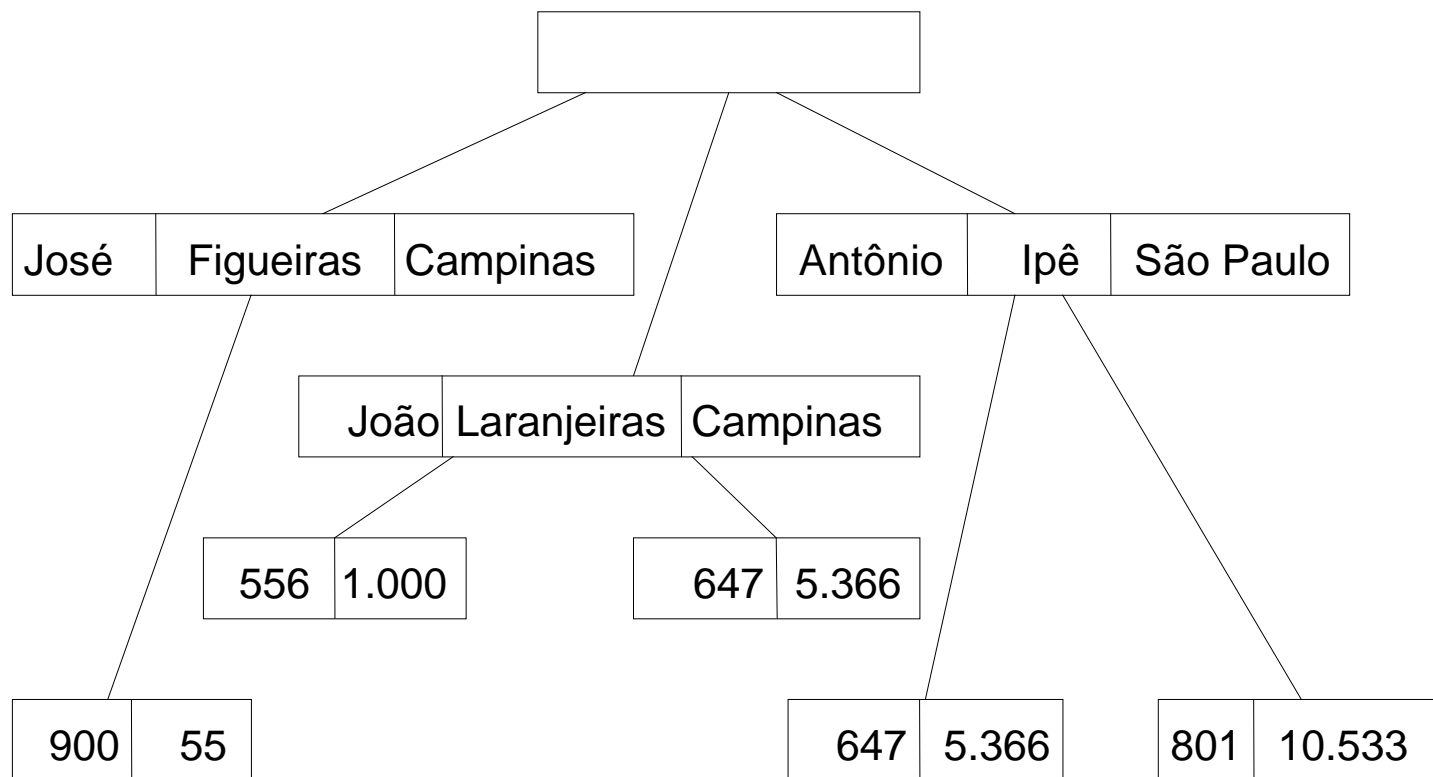 José Figueiras Campinas
Antônio Ipê São Paulo
João Laranjeiras Campinas
556 1.000
647 5.366
900 55
647 5.366
801 10.533